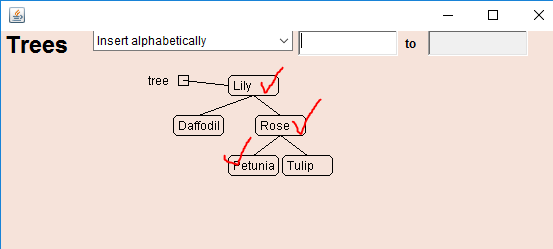 Trees Insert alphabetically to
tree Lily
Daffodil Rose
Petunia Tulip